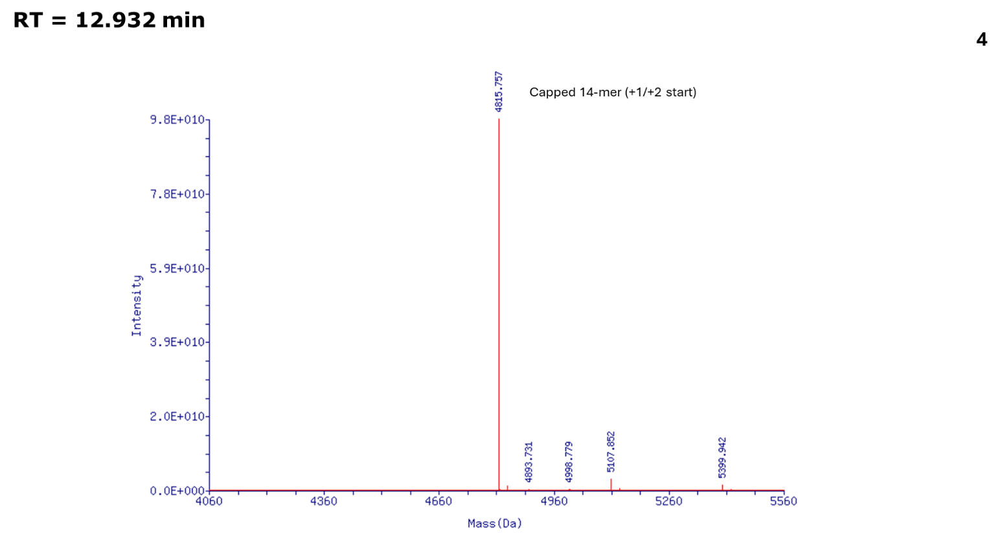 RT = 12.932 min
4
4815.757
Capped 14-mer (+1/+2 start)
9.8E+010
7.8E+010
5.9E+010
3.9E+010
2.0E+010
0.0E+000
Intensity
4893.731
4998.779
5107.852
5399.942
4060 4360 4660 4960 5260 5560
Mass(Da)